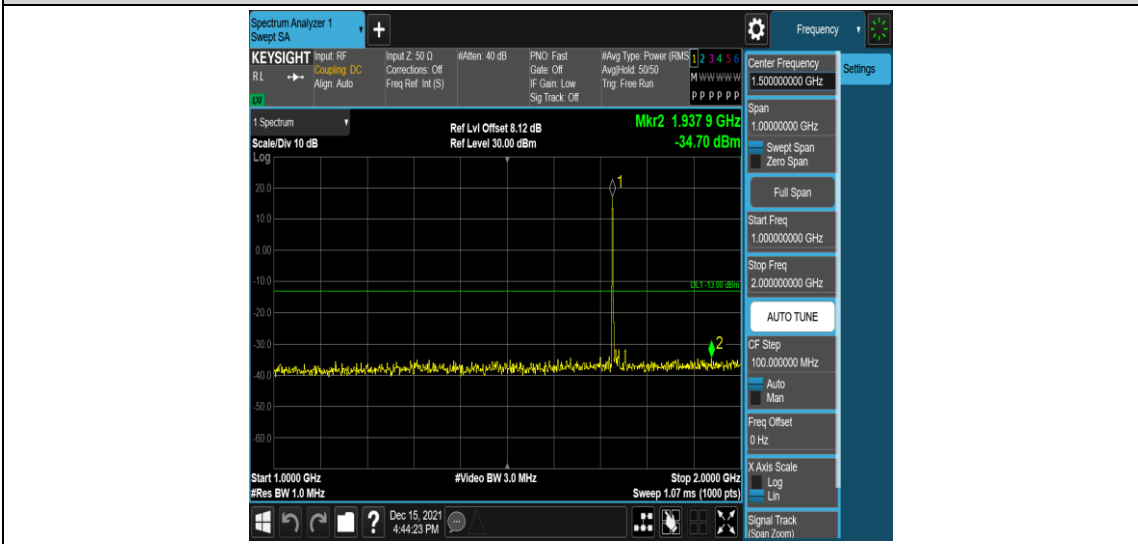 Spectrum Analyzer 1
Swept SA
+
Frequency
KEYSIGHT
RL
LXI
Input: RF
Coupling: DC
Align: Auto
Input Z: 50 Ω
Corrections: Off
Freq Ref: Int (S)
#Atten: 40 dB
PNO: Fast
Gate: Off
IF Gain: Low
Sig Track: Off
#Avg Type: Power (RMS
Avg|Hold: 50/50
Trig: Free Run
1 2 3 4 5 6
M W W W W W
P P P P P P
Center Frequency
1.500000000 GHz
Settings
Span
1.00000000 GHz
Swept Span
Zero Span
Full Span
Start Freq
1.000000000 GHz
Stop Freq
2.000000000 GHz
AUTO TUNE
CF Step
100.000000 MHz
Auto
Man
Freq Offset
0 Hz
X Axis Scale
Log
Lin
Signal Track
(Span Zoom)
1 Spectrum
Scale/Div 10 dB
Log
Ref Lvl Offset 8.12 dB
Ref Level 30.00 dBm
Mkr2 1.937 9 GHz
-34.70 dBm
20.0
10.0
0.00
-10.0
-20.0
-30.0
-40.0
-50.0
-60.0
1
DL1 -13.00 dBm
2
Start 1.0000 GHz
#Res BW 1.0 MHz
#Video BW 3.0 MHz
Stop 2.0000 GHz
Sweep 1.07 ms (1000 pts)
?
Dec 15, 2021
4:44:23 PM